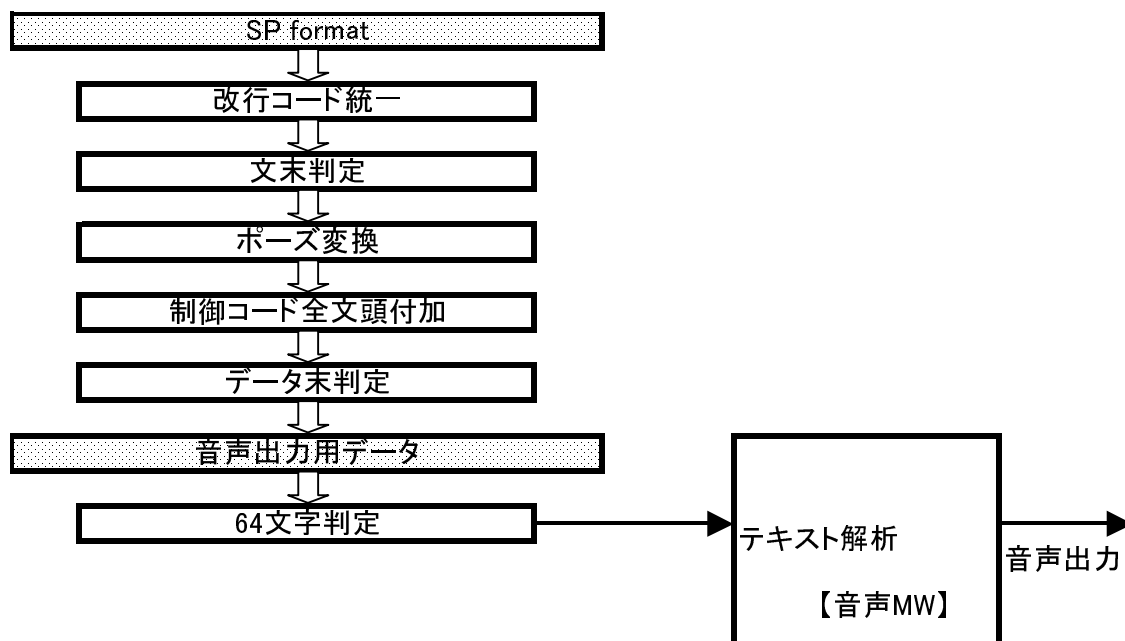 SP format
改行コード統一
文末判定
ポーズ変換
制御コード全文頭付加
データ末判定
音声出力用データ
64文字判定
テキスト解析
音声出力
【音声MW】